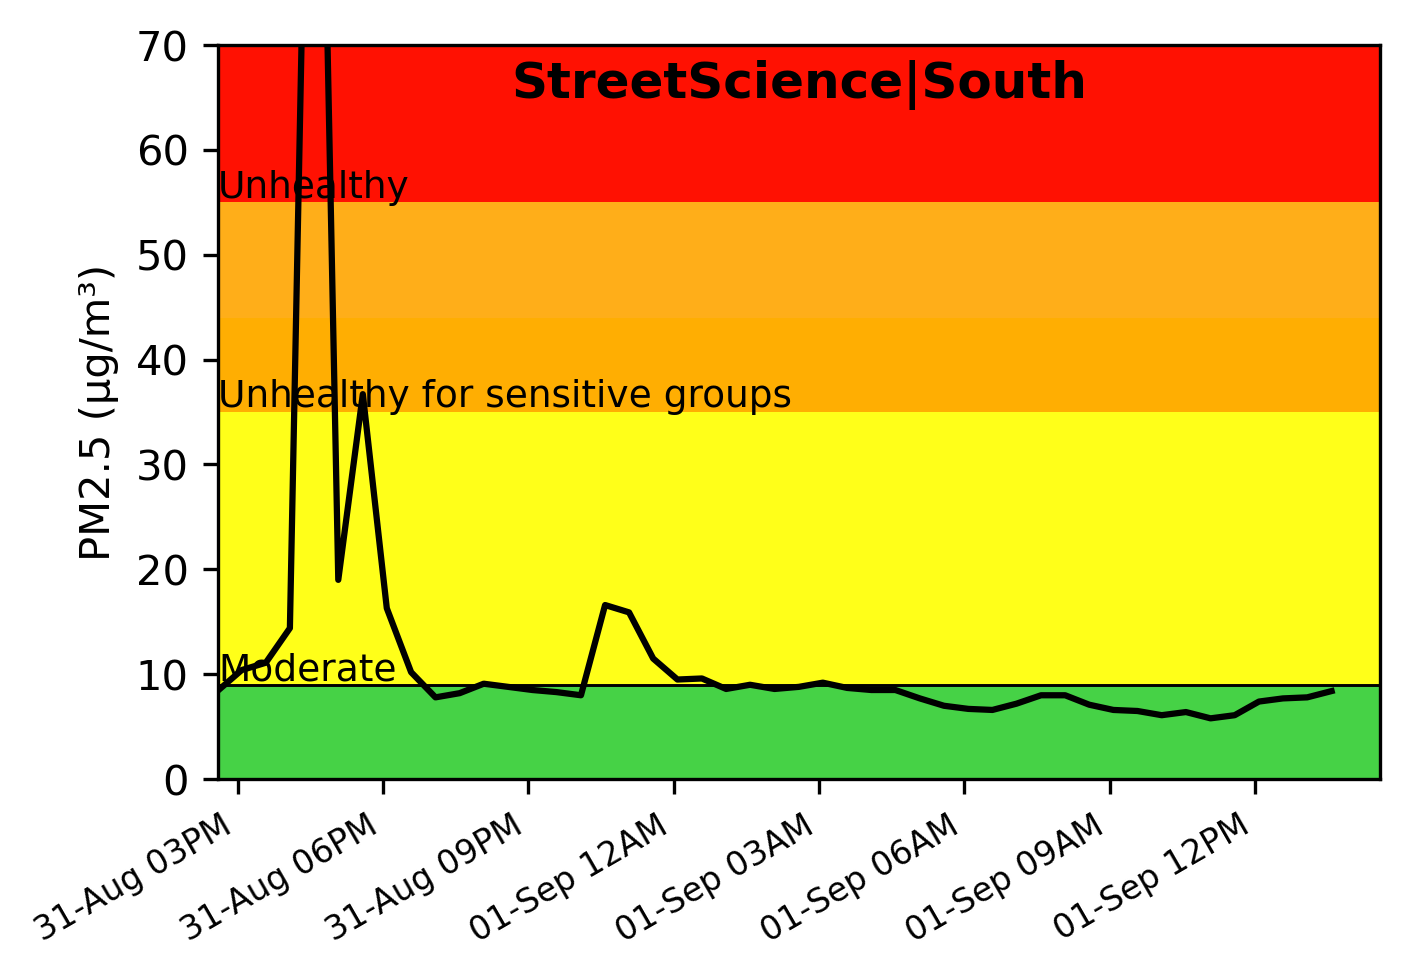 StreetScience|South
PM2.5 (µg/m³)
70
60
50
40
30
20
10
0
Unhealthy
Unhealthy for sensitive groups
Moderate
31-Aug 03PM
31-Aug 06PM
31-Aug 09PM
01-Sep 12AM
01-Sep 03AM
01-Sep 06AM
01-Sep 09AM
01-Sep 12PM